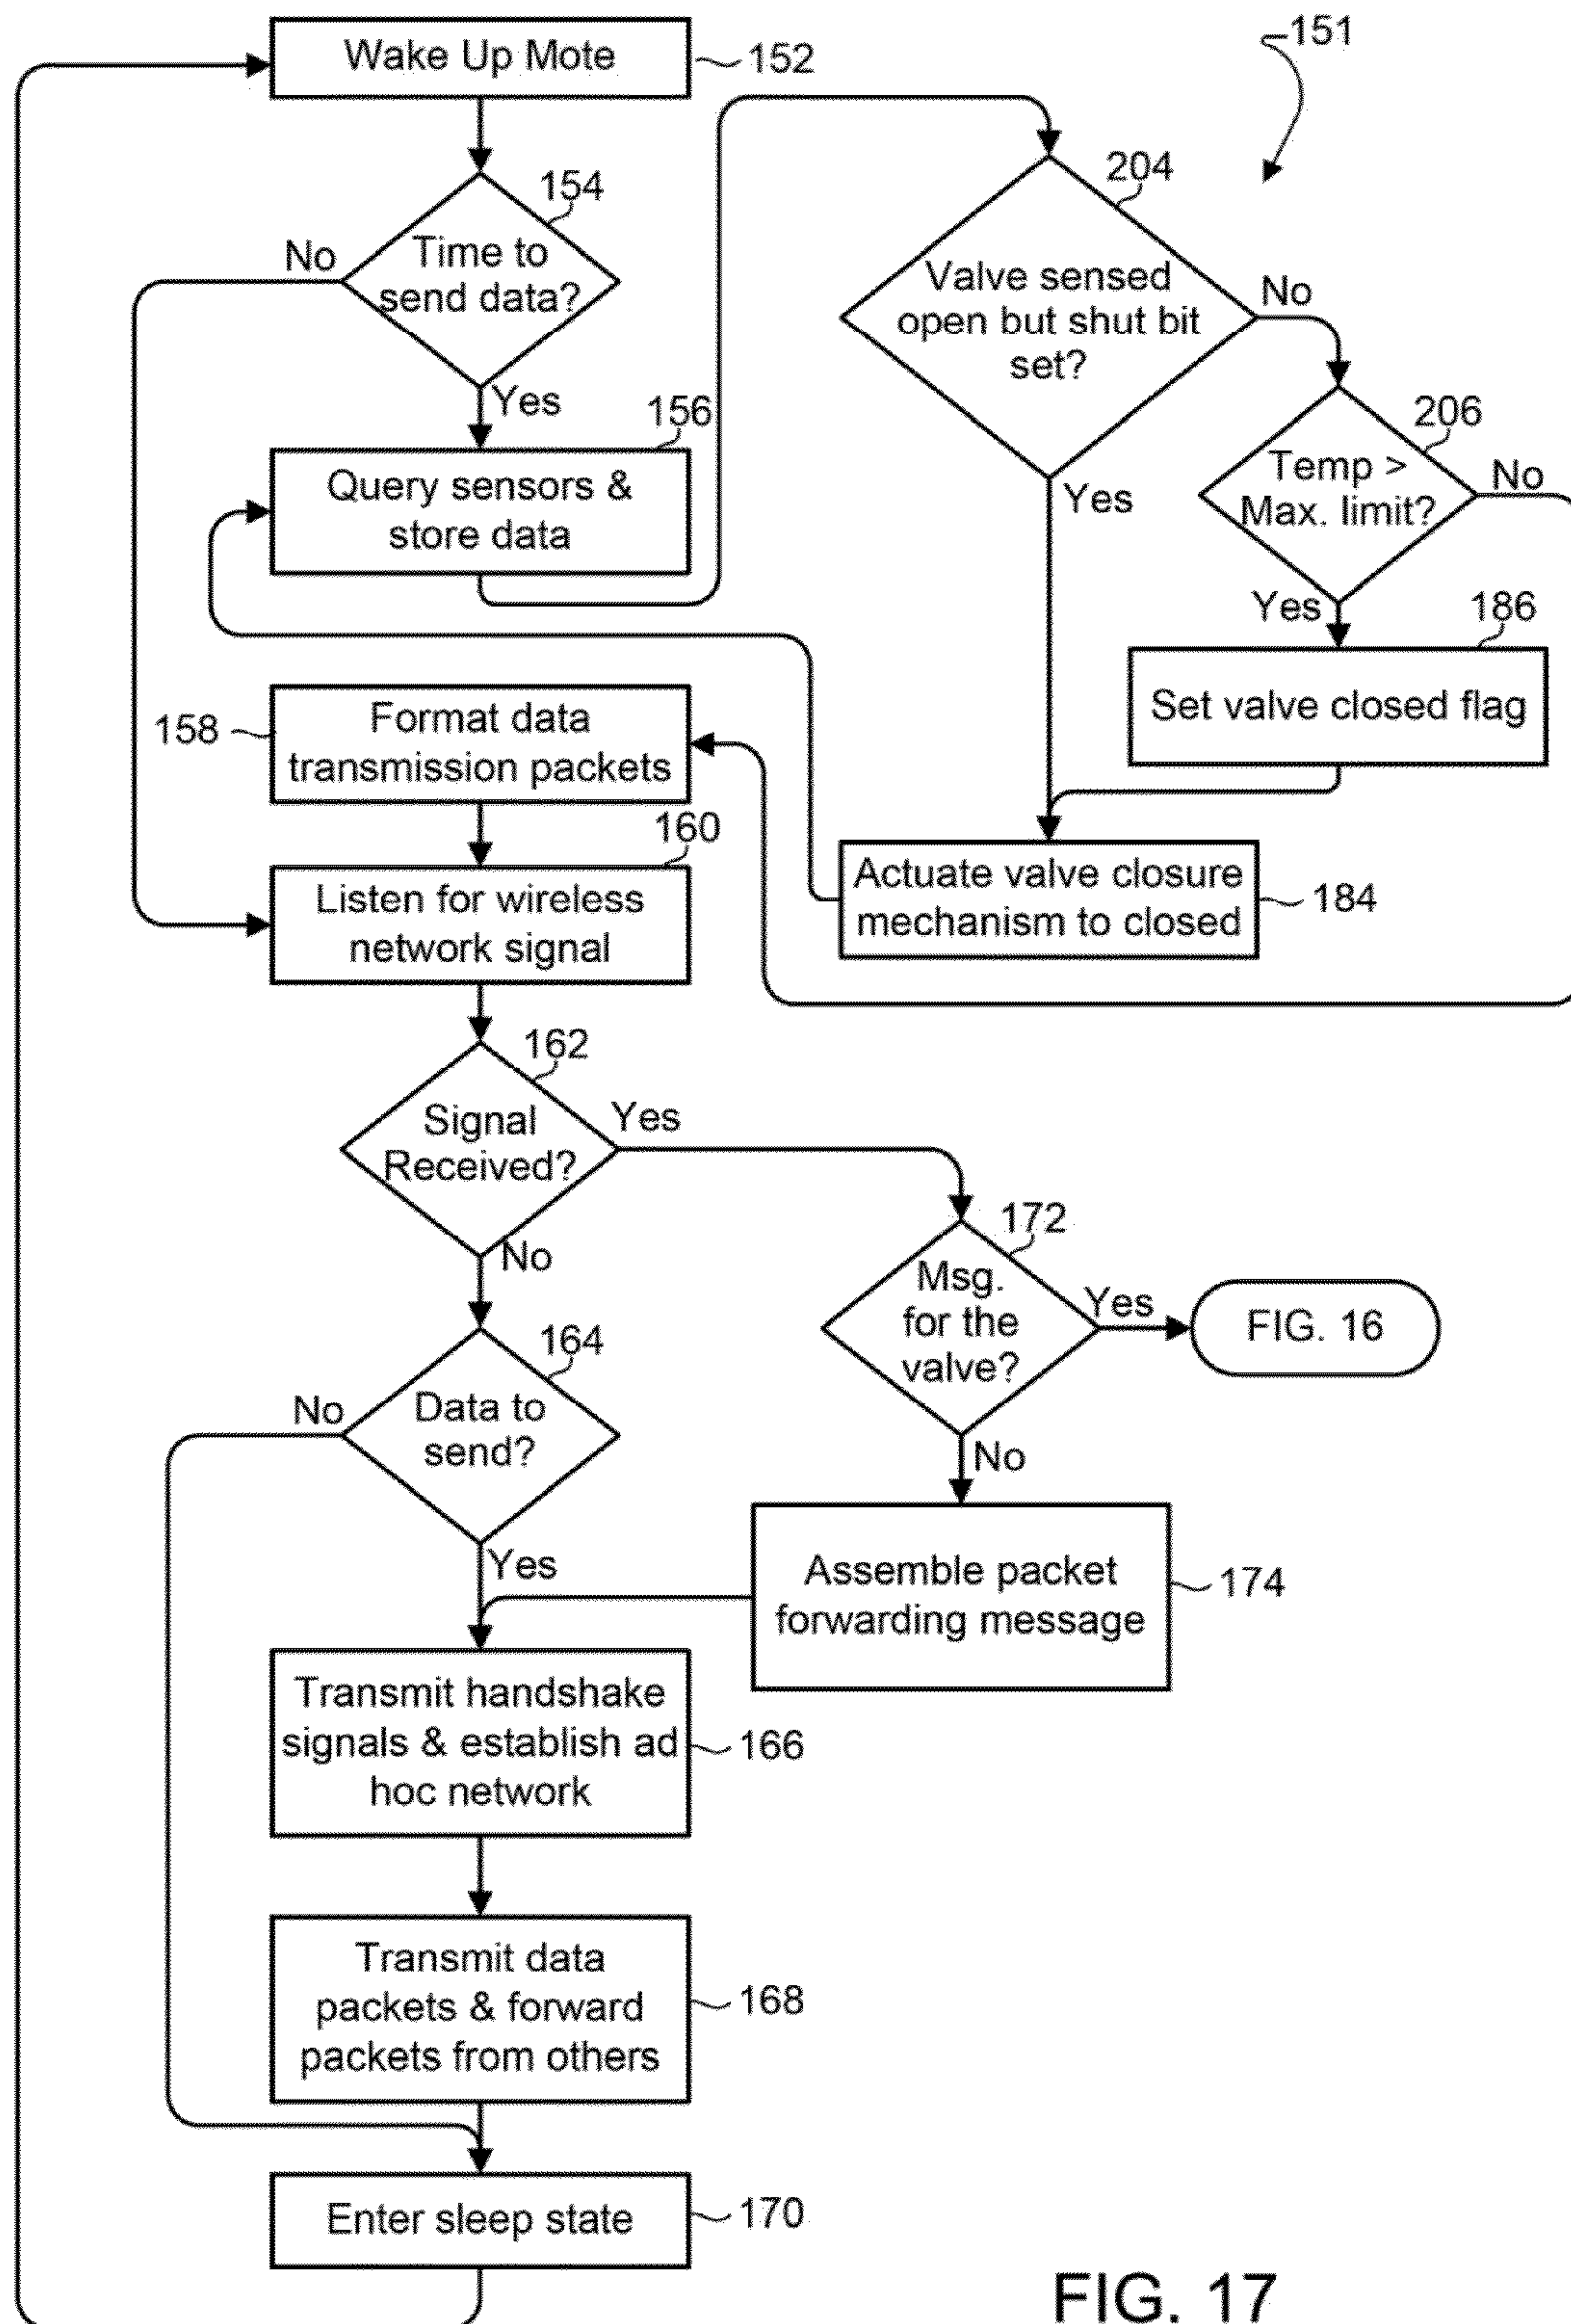 Wake Up Mote
152
151
154
Time to
send data?
No
Yes
204
Valve sensed
open but shut bit
set?
No
Yes
206
Temp >
Max. limit?
No
Yes
156
Query sensors &
store data
186
Set valve closed flag
158
Format data
transmission packets
160
Listen for wireless
network signal
Actuate valve closure
mechanism to closed
184
162
Signal
Received?
Yes
No
172
Msg.
for the
valve?
Yes
FIG. 16
No
164
Data to
send?
No
Yes
Assemble packet
forwarding message
174
Transmit handshake
signals & establish ad
hoc network
166
Transmit data
packets & forward
packets from others
168
Enter sleep state
170
FIG. 17